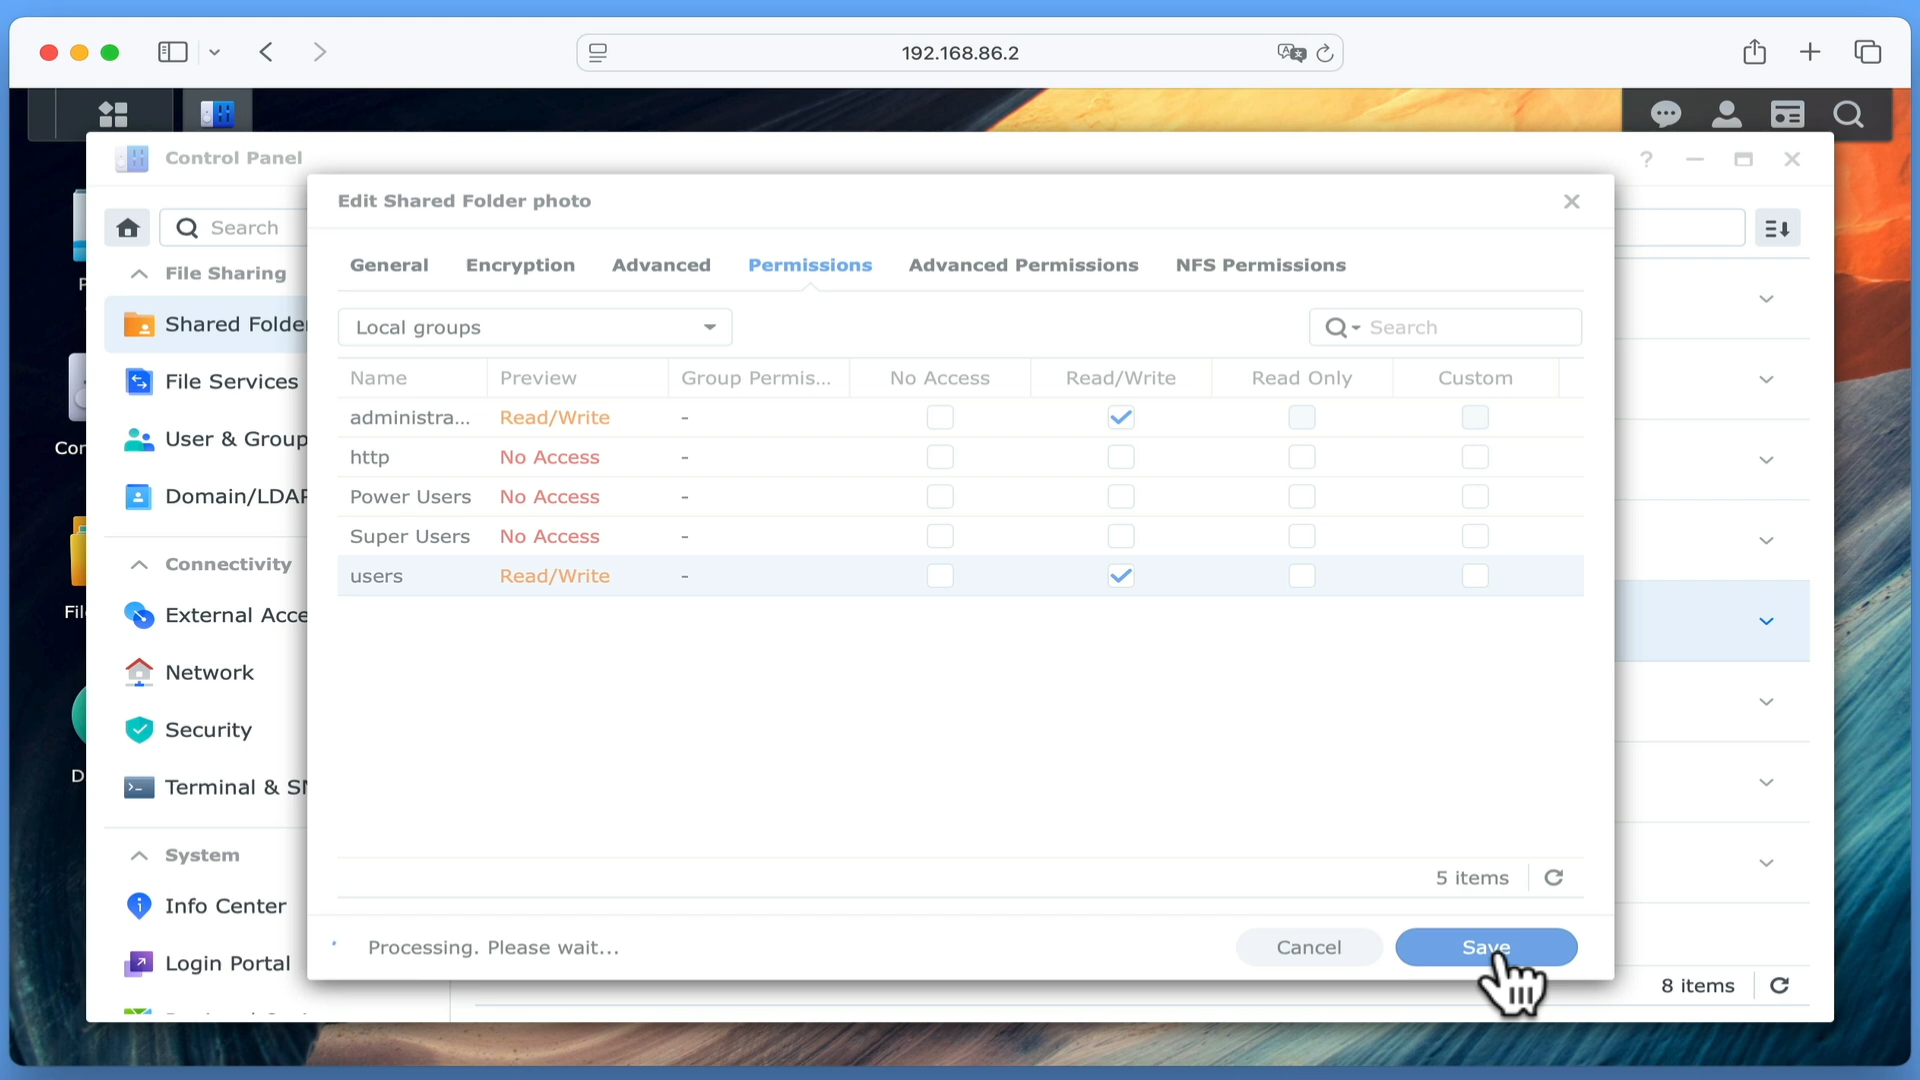 192.168.86.2
Control Panel
?
Edit Shared Folder photo
Search
General Encryption Advanced Permissions Advanced Permissions NFS Permissions
File Sharing
Shared Folder
Local groups
Search
File Services
Name Preview Group Permis... No Access Read/Write Read Only Custom
administra... Read/Write -
User & Group
http No Access -
Domain/LDAP
Power Users No Access -
Super Users No Access -
Connectivity
users Read/Write -
External Acce
Network
Security
Terminal & SN
System
5 items
Info Center
Processing. Please wait...
Cancel
Save
Login Portal
8 items